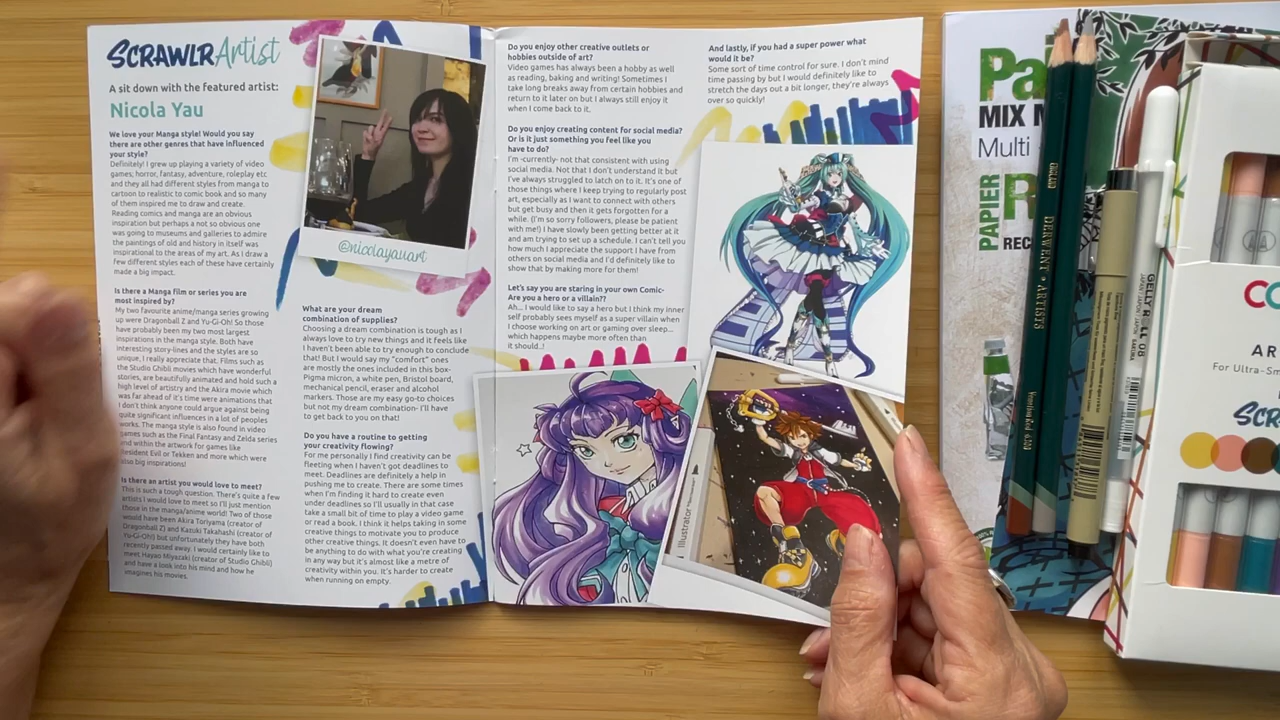 SCRAWLR Artist
A sit down with the featured artist:
Nicola Yau
We love your Manga style! Would you say
there are other genres that have influenced
your style?
Definitely! I grew up playing a variety of video
games; horror, fantasy, adventure, roleplay etc
and they all had different styles from manga to
cartoon to realistic to comic book and so many
of them inspired me to draw and create.
Reading comics and manga are an obvious
inspiration but perhaps a not so obvious one
was going to museums and galleries to admire
the paintings of old and history in itself was
inspirational to the areas of my art. As I draw a
few different styles each of these have certainly
made a big impact.
Is there a Manga film or series you are
most inspired by?
My two favourite anime/manga series growing
up were Dragonball Z and Yu-Gi-Oh! So those
have probably been my two most largest
inspirations in the manga style. Both have
interesting story-lines and the styles are so
unique, I really appreciate that. Films such as
the Studio Ghibli movies which have wonderful
stories, are beautifully animated and hold such a
high level of artistry and the Akira movie which
was far ahead of it's time were animations that
I don't think anyone could argue against being
quite significant influences in a lot of peoples
works. The manga style is also found in video
games such as the Final Fantasy and Zelda series
and within the artwork for games like
Resident Evil or Tekken and more which were
also big inspirations!
Is there an artist you would love to meet?
This is such a tough question. There's quite a few
artists I would love to meet so I'll just mention
those in the manga/anime world! Two of those
would have been Akira Toriyama (creator of
Dragonball Z) and Kazuki Takahashi (creator of
Yu-Gi-Oh!) but unfortunately they have both
recently passed away. I would certainly like to
meet Hayao Miyazaki (creator of Studio Ghibli)
and have a look into his mind and how he
imagines his movies.
@nicolayauart
What are your dream
combination of supplies?
Choosing a dream combination is tough as I
always love to try new things and it feels like
I haven't been able to try enough to conclude
that! But I would say my "comfort" ones
are mostly the ones included in this box-
Pigma micron, a white pen, Bristol board,
mechanical pencil, eraser and alcohol
markers. Those are my easy go-to choices
but not my dream combination- I'll have
to get back to you on that!
Do you have a routine to getting
your creativity flowing?
For me personally I find creativity can be
fleeting when I haven't got deadlines to
meet. Deadlines are definitely a help in
pushing me to create. There are some times
when I'm finding it hard to create even
under deadlines so I'll usually in that case
take a small bit of time to play a video game
or read a book. I think it helps taking in some
creative things to motivate you to produce
other creative things. It doesn't even have to
be anything to do with what you're creating
in any way but it's almost like a metre of
creativity within you. It's harder to create
when running on empty.
Do you enjoy other creative outlets or
hobbies outside of art?
Video games has always been a hobby as well
as reading, baking and writing! Sometimes I
take long breaks away from certain hobbies and
return to it later on but I always still enjoy it
when I come back to it.
Do you enjoy creating content for social media?
Or is it just something you feel like you
have to do?
I'm -currently- not that consistent with using
social media. Not that I don't understand it but
I've always struggled to latch on to it. It's one of
those things where I keep trying to regularly post
art, especially as I want to connect with others
but get busy and then it gets forgotten for a
while. (I'm so sorry followers, please be patient
with me!) I have slowly been getting better at it
and am trying to set up a schedule. I can't tell you
how much I appreciate the support I have from
others on social media and I'd definitely like to
show that by making more for them!
Let's say you are staring in your own Comic-
Are you a hero or a villain??
Ah... I would like to say a hero but I think my inner
self probably sees myself as a super villain when
I choose working on art or gaming over sleep...
which happens maybe more often than
it should..!
And lastly, if you had a super power what
would it be?
Some sort of time control for sure. I don't mind
time passing by but I would definitely like to
stretch the days out a bit longer, they're always
over so quickly!
Illustrator
MIX M
Multi
PAPIER
R
REC
ENGLAND
DERWENT · ARTISTS
Venetian Red 6300
GELLY ROLL 08
SAKURA
CO
AR
For Ultra-Sm